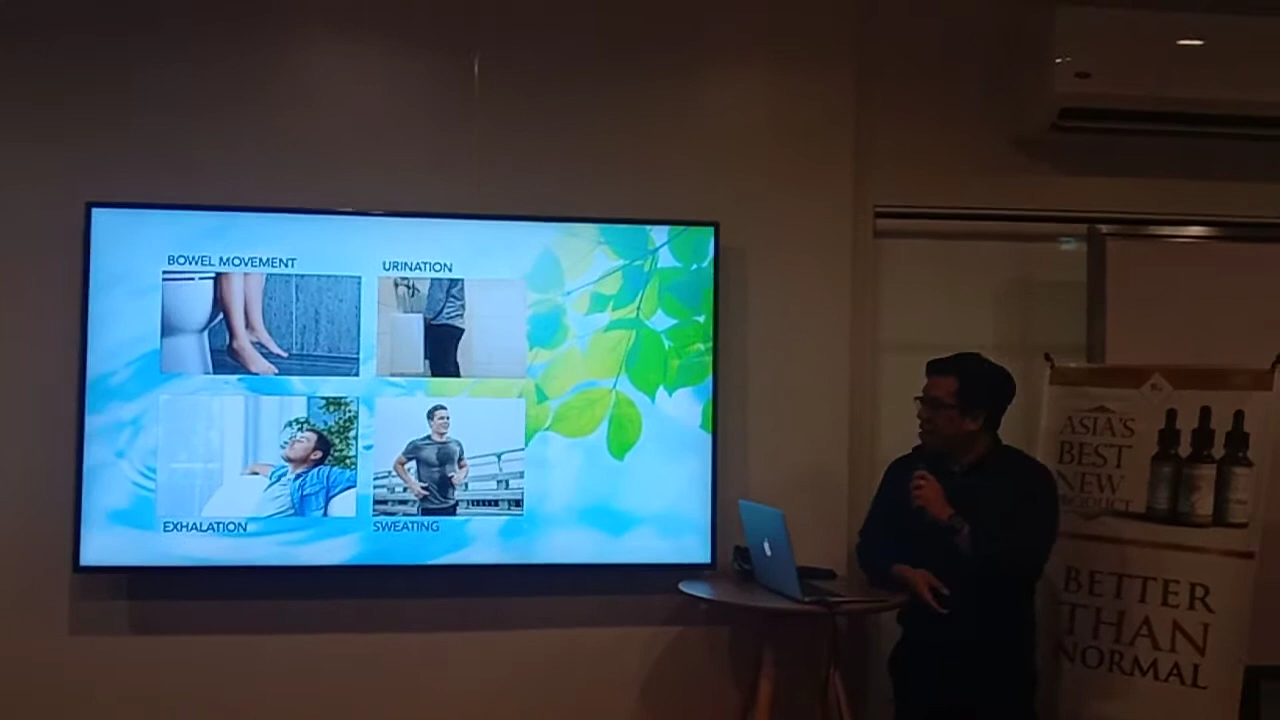 BOWEL MOVEMENT
URINATION
EXHALATION
SWEATING
ASIA'S
BEST
NEW
PRODUCT
BETTER
THAN
NORMAL